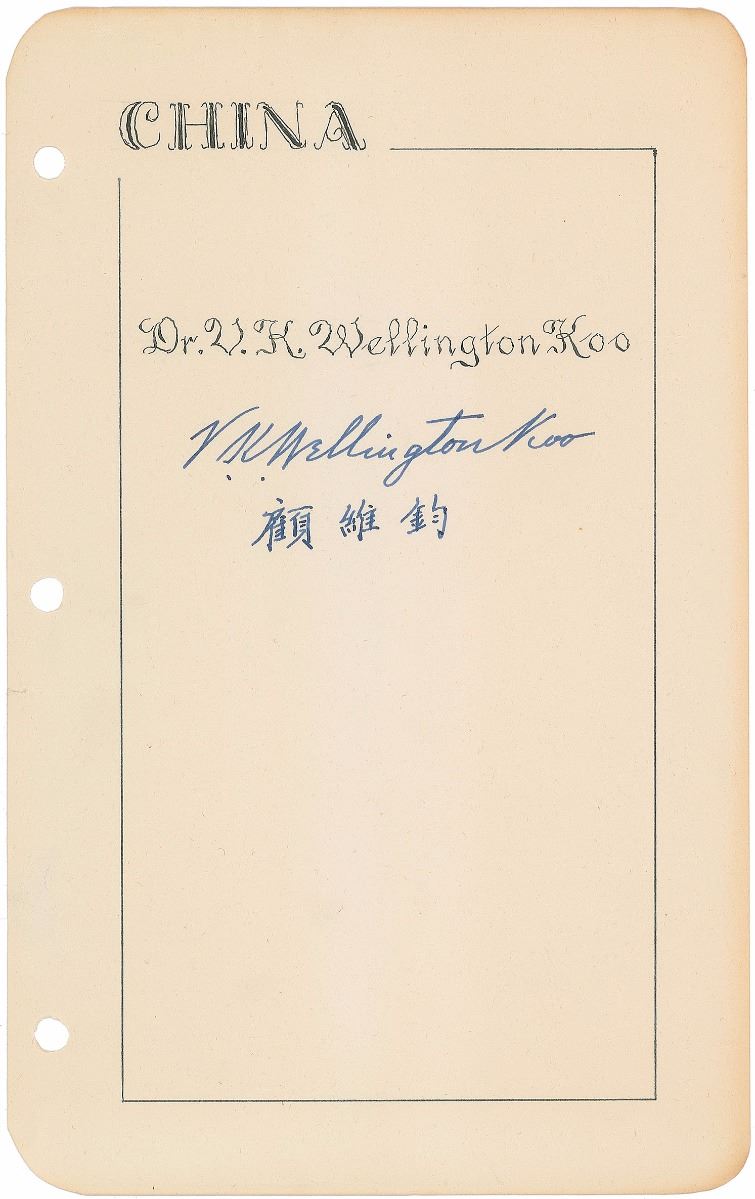 CHINA
Dr. V. K. Wellington Koo
V. K. Wellington Koo
顧維鈞